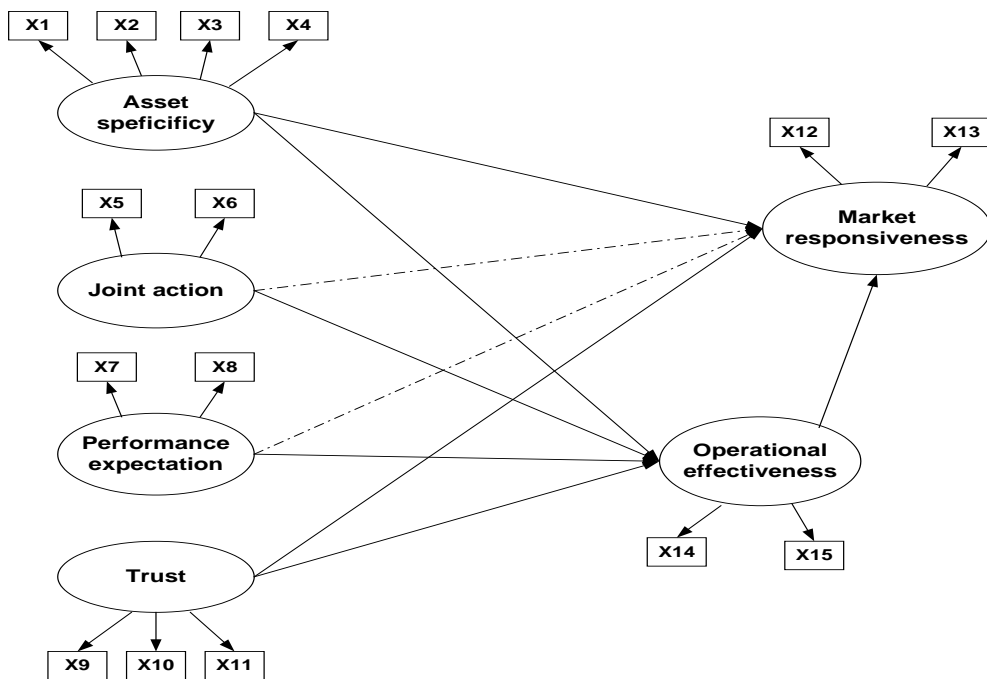 X1
X2
X3
X4
Asset
speficificy
X12
X13
X5
X6
Market
responsiveness
Joint action
X7
X8
Performance
expectation
Operational
effectiveness
X14
X15
Trust
X9
X10
X11